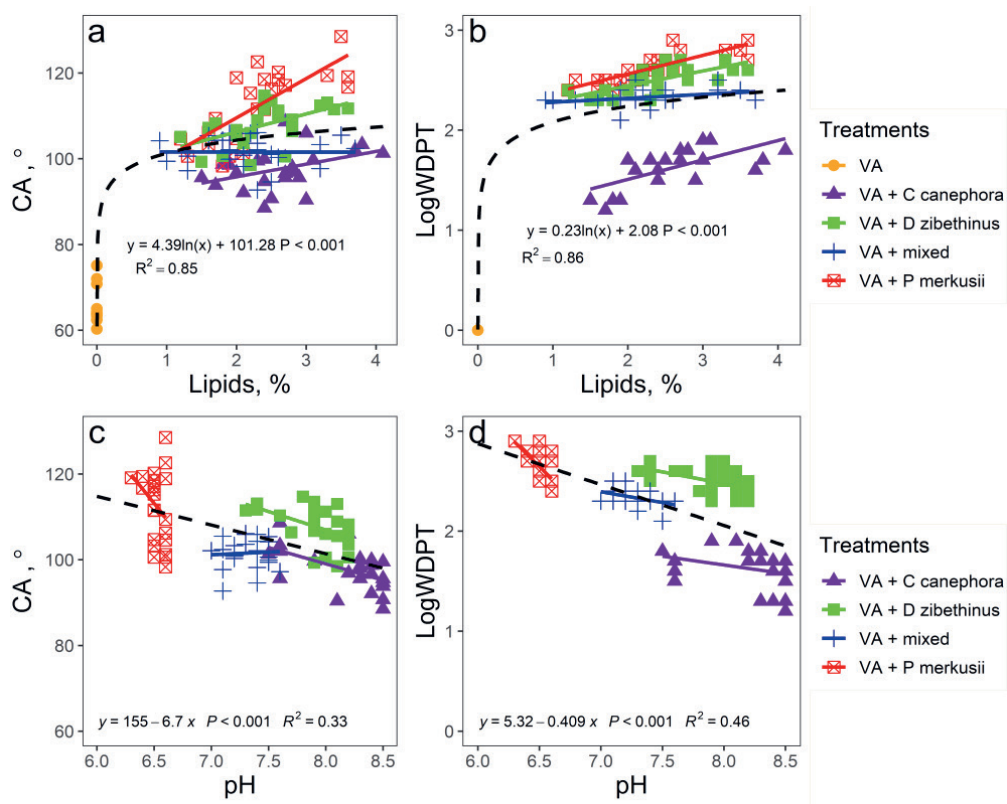 a
CA, °
120
100
80
60
y = 4.39ln(x) + 101.28 P < 0.001
R² = 0.85
0 1 2 3 4
Lipids, %
b
LogWDPT
3
2
1
0
y = 0.23ln(x) + 2.08 P < 0.001
R² = 0.86
0 1 2 3 4
Lipids, %
Treatments
VA
VA + C canephora
VA + D zibethinus
VA + mixed
VA + P merkusii
c
CA, °
120
100
80
60
y = 155 – 6.7 x P < 0.001 R² = 0.33
6.0 6.5 7.0 7.5 8.0 8.5
pH
d
LogWDPT
3
2
1
0
y = 5.32 – 0.409 x P < 0.001 R² = 0.46
6.0 6.5 7.0 7.5 8.0 8.5
pH
Treatments
VA + C canephora
VA + D zibethinus
VA + mixed
VA + P merkusii